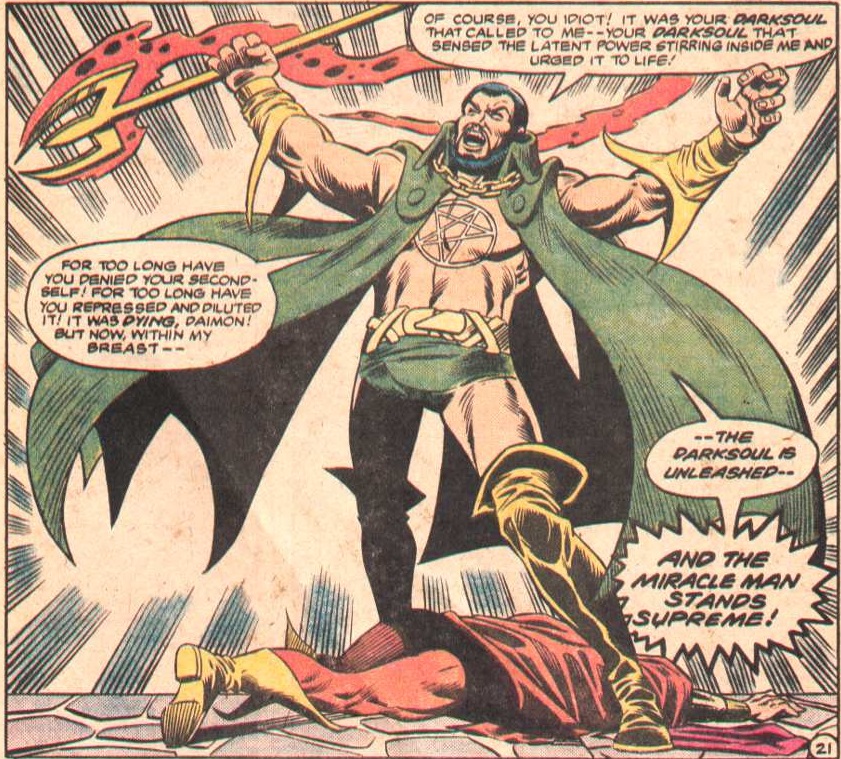 OF COURSE, YOU IDIOT! IT WAS YOUR DARKSOUL
THAT CALLED TO ME--YOUR DARKSOUL THAT
SENSED THE LATENT POWER STIRRING INSIDE ME AND
URGED IT TO LIFE!
FOR TOO LONG HAVE
YOU DENIED YOUR SECOND-
SELF! FOR TOO LONG HAVE
YOU REPRESSED AND DILUTED
IT! IT WAS DYING, DAIMON!
BUT NOW, WITHIN MY
BREAST--
--THE
DARKSOUL IS
UNLEASHED--
AND THE
MIRACLE MAN
STANDS
SUPREME!
21